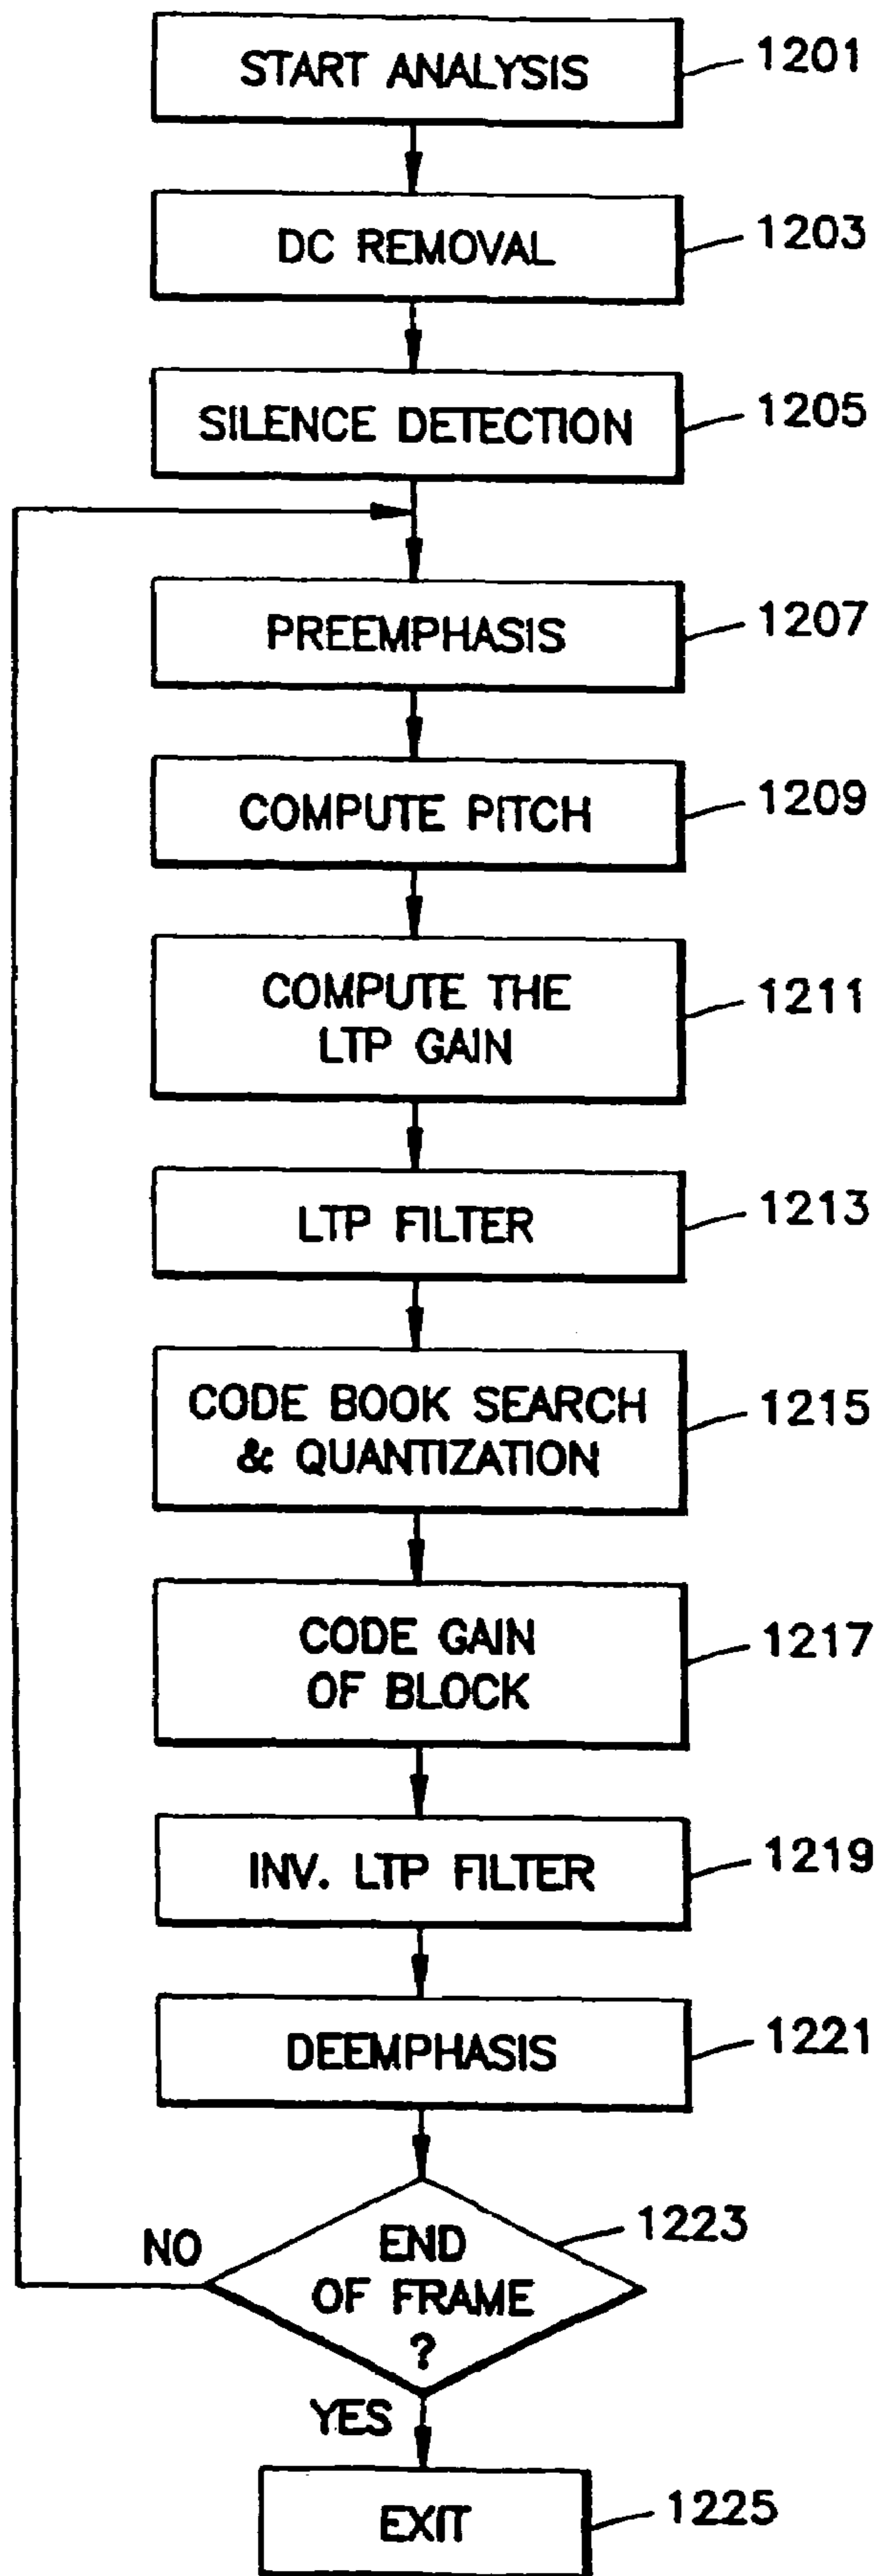 START ANALYSIS
1201
DC REMOVAL
1203
SILENCE DETECTION
1205
PREEMPHASIS
1207
COMPUTE PITCH
1209
COMPUTE THE
LTP GAIN
1211
LTP FILTER
1213
CODE BOOK SEARCH
& QUANTIZATION
1215
CODE GAIN
OF BLOCK
1217
INV. LTP FILTER
1219
DEEMPHASIS
1221
END
OF FRAME
?
1223
NO
YES
EXIT
1225